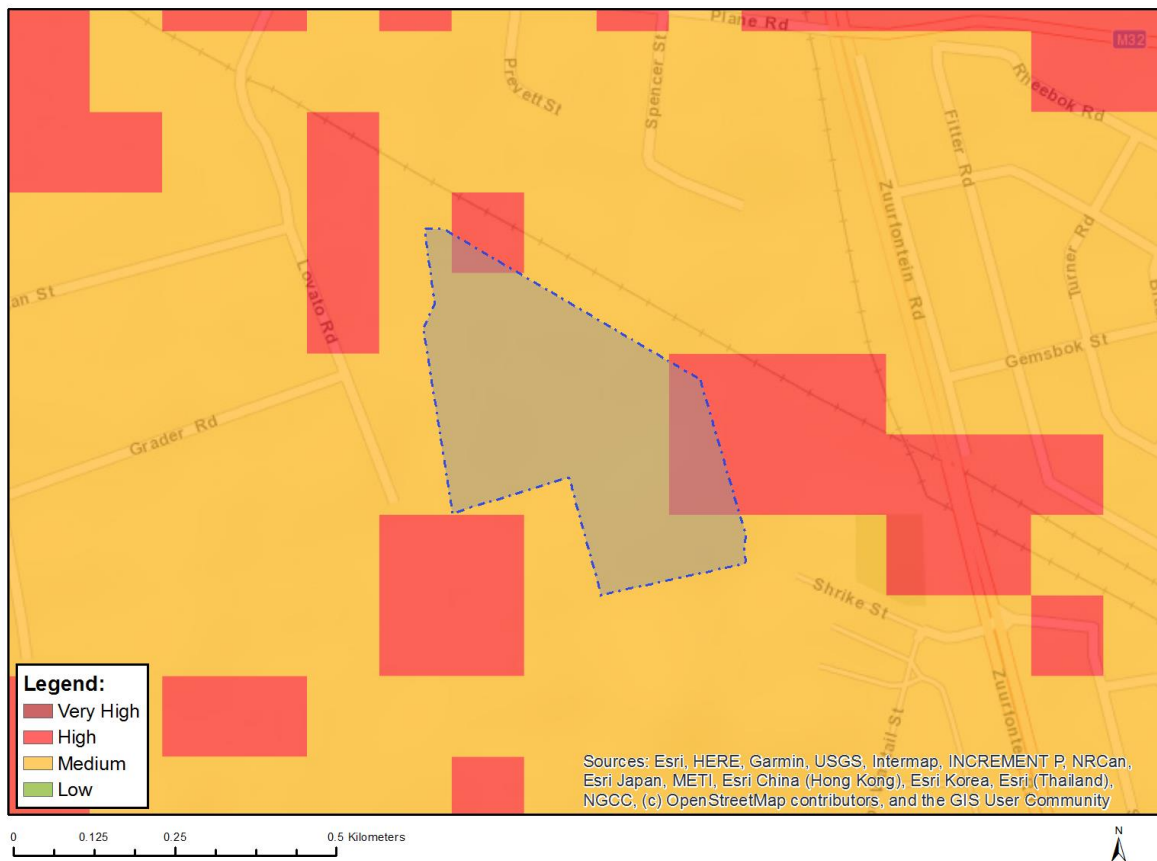 Plane Rd
M32
Prevett St
Spencer St
Rheebok Rd
Fitter Rd
Zuurfontein Rd
Turner Rd
Lovato Rd
an St
Gemsbok St
Grader Rd
Shrike St
Zuurfonte
tail St
Legend:
Very High
High
Medium
Low
Sources: Esri, HERE, Garmin, USGS, Intermap, INCREMENT P, NRCan,
Esri Japan, METI, Esri China (Hong Kong), Esri Korea, Esri (Thailand),
NGCC, (c) OpenStreetMap contributors, and the GIS User Community
0 0.125 0.25 0.5 Kilometers
N